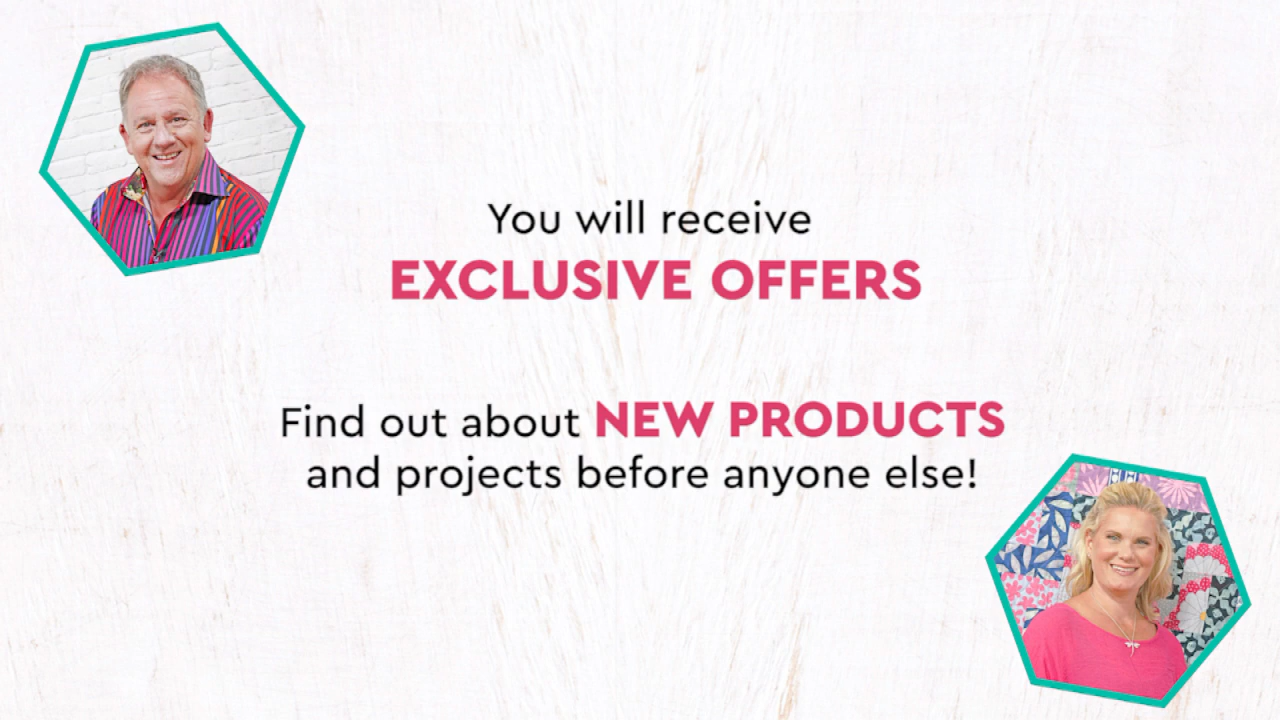 You will receive
EXCLUSIVE OFFERS
Find out about NEW PRODUCTS
and projects before anyone else!